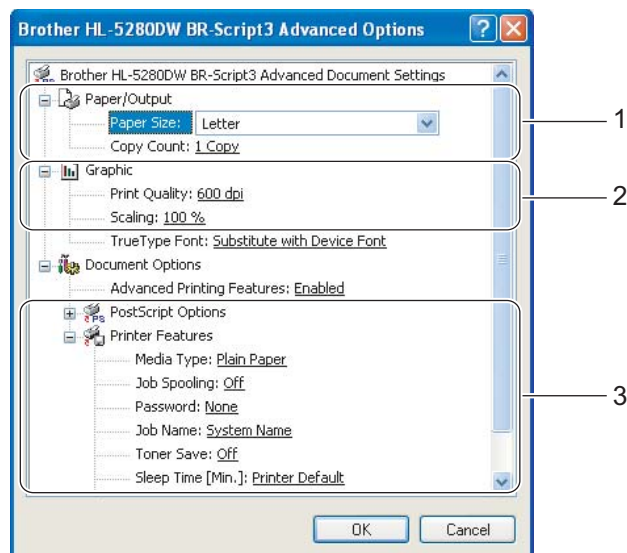 Brother HL-5280DW BR-Script3 Advanced Options
Brother HL-5280DW BR-Script3 Advanced Document Settings
Paper/Output
Paper Size: Letter
Copy Count: 1 Copy
1
Graphic
Print Quality: 600 dpi
Scaling: 100 %
2
TrueType Font: Substitute with Device Font
Document Options
Advanced Printing Features: Enabled
PostScript Options
Printer Features
Media Type: Plain Paper
Job Spooling: Off
Password: None
3
Job Name: System Name
Toner Save: Off
Sleep Time [Min.]: Printer Default
OK
Cancel